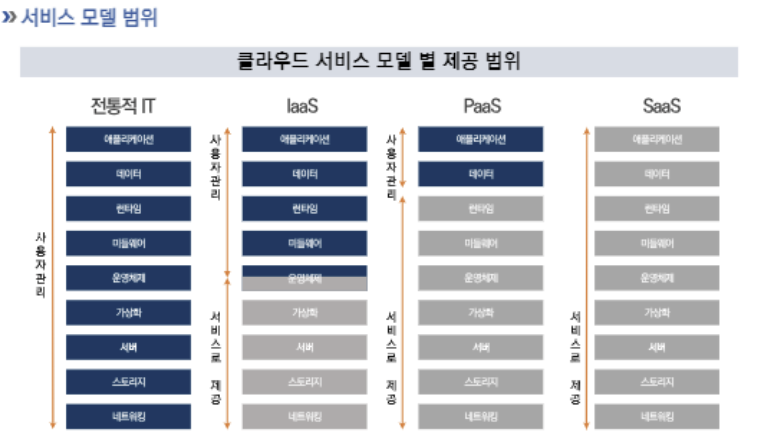 » 서비스 모델 범위
클라우드 서비스 모델 별 제공 범위
전통적 IT
사용자관리
애플리케이션
데이터
런타임
미들웨어
운영체제
가상화
서버
스토리지
네트워킹
IaaS
사용자관리
서비스로 제공
애플리케이션
데이터
런타임
미들웨어
운영체제
가상화
서버
스토리지
네트워킹
PaaS
사용자관리
서비스로 제공
애플리케이션
데이터
런타임
미들웨어
운영체제
가상화
서버
스토리지
네트워킹
SaaS
서비스로 제공
애플리케이션
데이터
런타임
미들웨어
운영체제
가상화
서버
스토리지
네트워킹